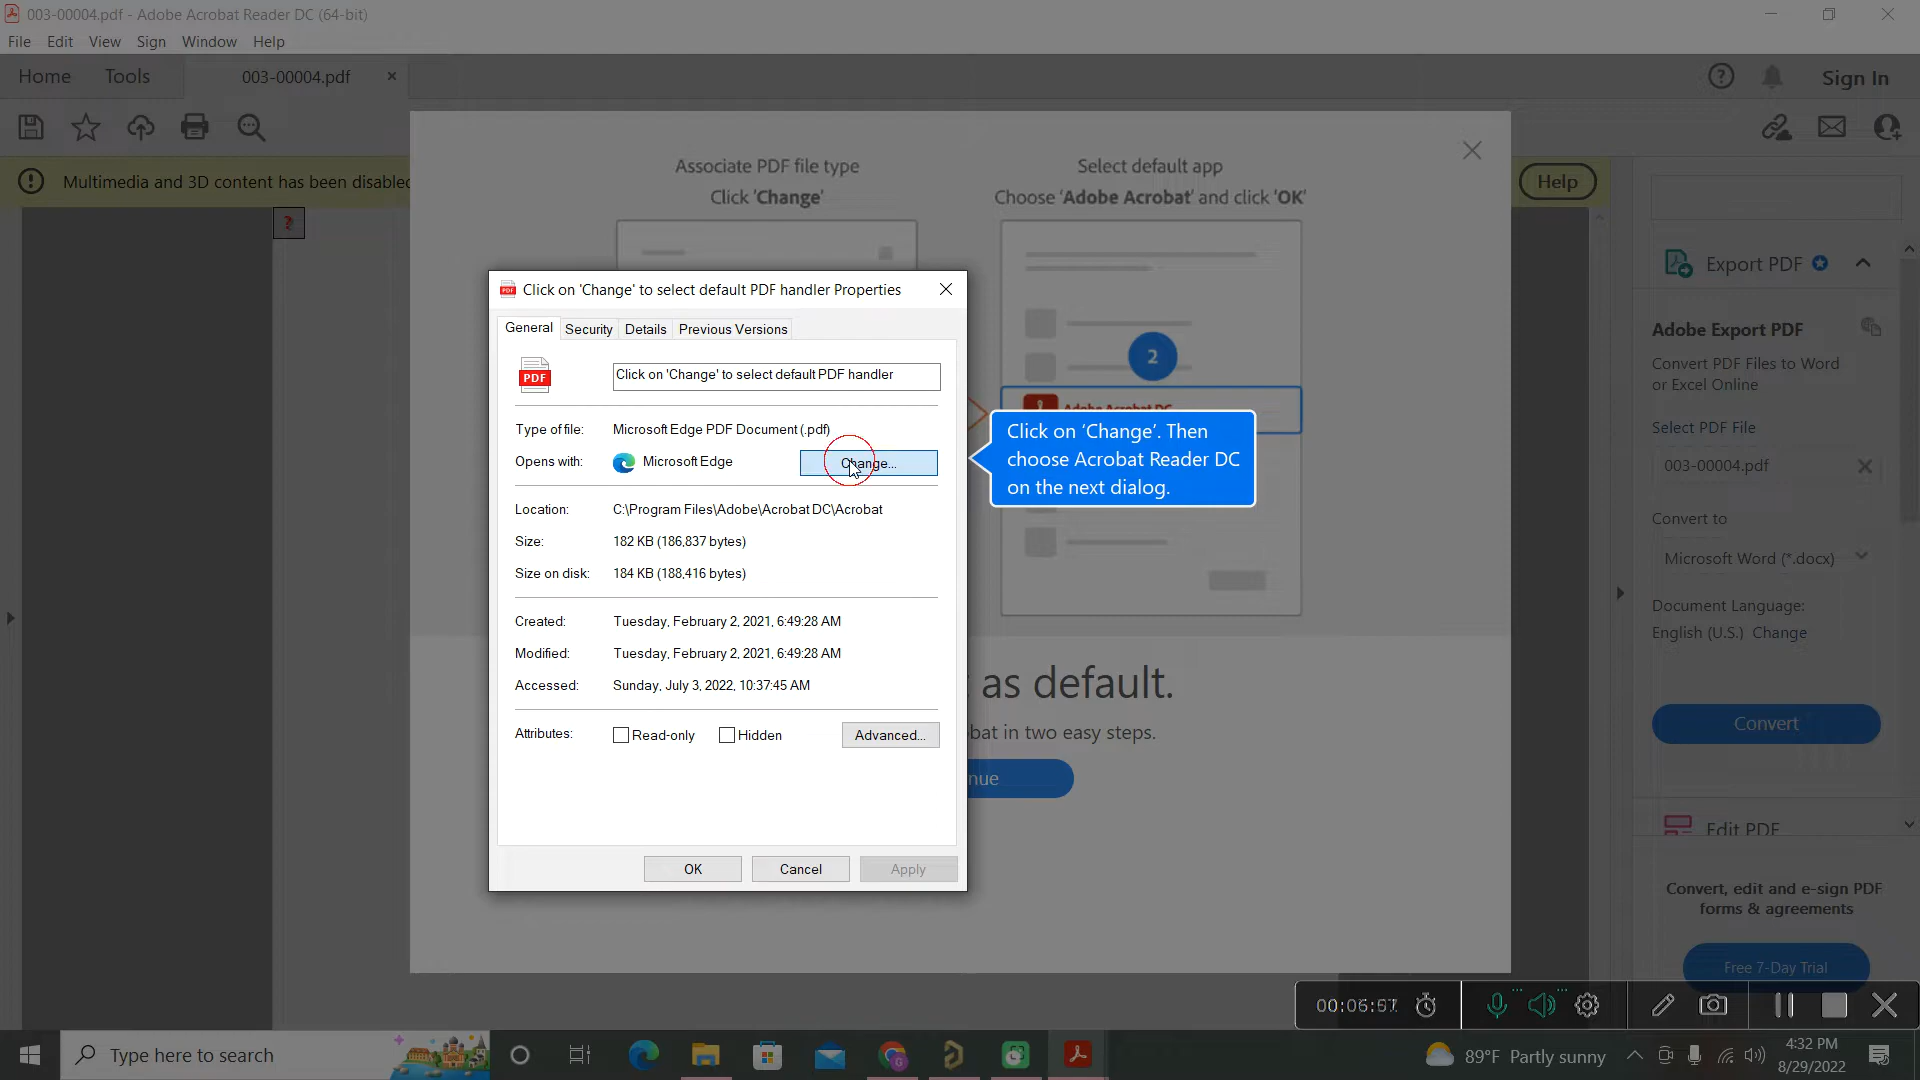 003-00004.pdf - Adobe Acrobat Reader DC (64-bit)
File Edit View Sign Window Help
Home Tools 003-00004.pdf
Sign In
Multimedia and 3D content has been disabled
Help
Associate PDF file type
Click 'Change'
Select default app
Choose 'Adobe Acrobat' and click 'OK'
2
Click on 'Change' to select default PDF handler Properties
General Security Details Previous Versions
PDF
Click on 'Change' to select default PDF handler
Type of file: Microsoft Edge PDF Document (.pdf)
Opens with: Microsoft Edge Change...
Location: C:\Program Files\Adobe\Acrobat DC\Acrobat
Size: 182 KB (186,837 bytes)
Size on disk: 184 KB (188,416 bytes)
Created: Tuesday, February 2, 2021, 6:49:28 AM
Modified: Tuesday, February 2, 2021, 6:49:28 AM
Accessed: Sunday, July 3, 2022, 10:37:45 AM
Attributes: Read-only Hidden Advanced...
OK Cancel Apply
Click on ‘Change’. Then
choose Acrobat Reader DC
on the next dialog.
as default.
bat in two easy steps.
nue
Export PDF
Adobe Export PDF
Convert PDF Files to Word
or Excel Online
Select PDF File
003-00004.pdf
Convert to
Microsoft Word (*.docx)
Document Language:
English (U.S.) Change
Convert
Edit PDF
Convert, edit and e-sign PDF
forms & agreements
Free 7-Day Trial
00:06:57
Type here to search
89°F Partly sunny
4:32 PM
8/29/2022